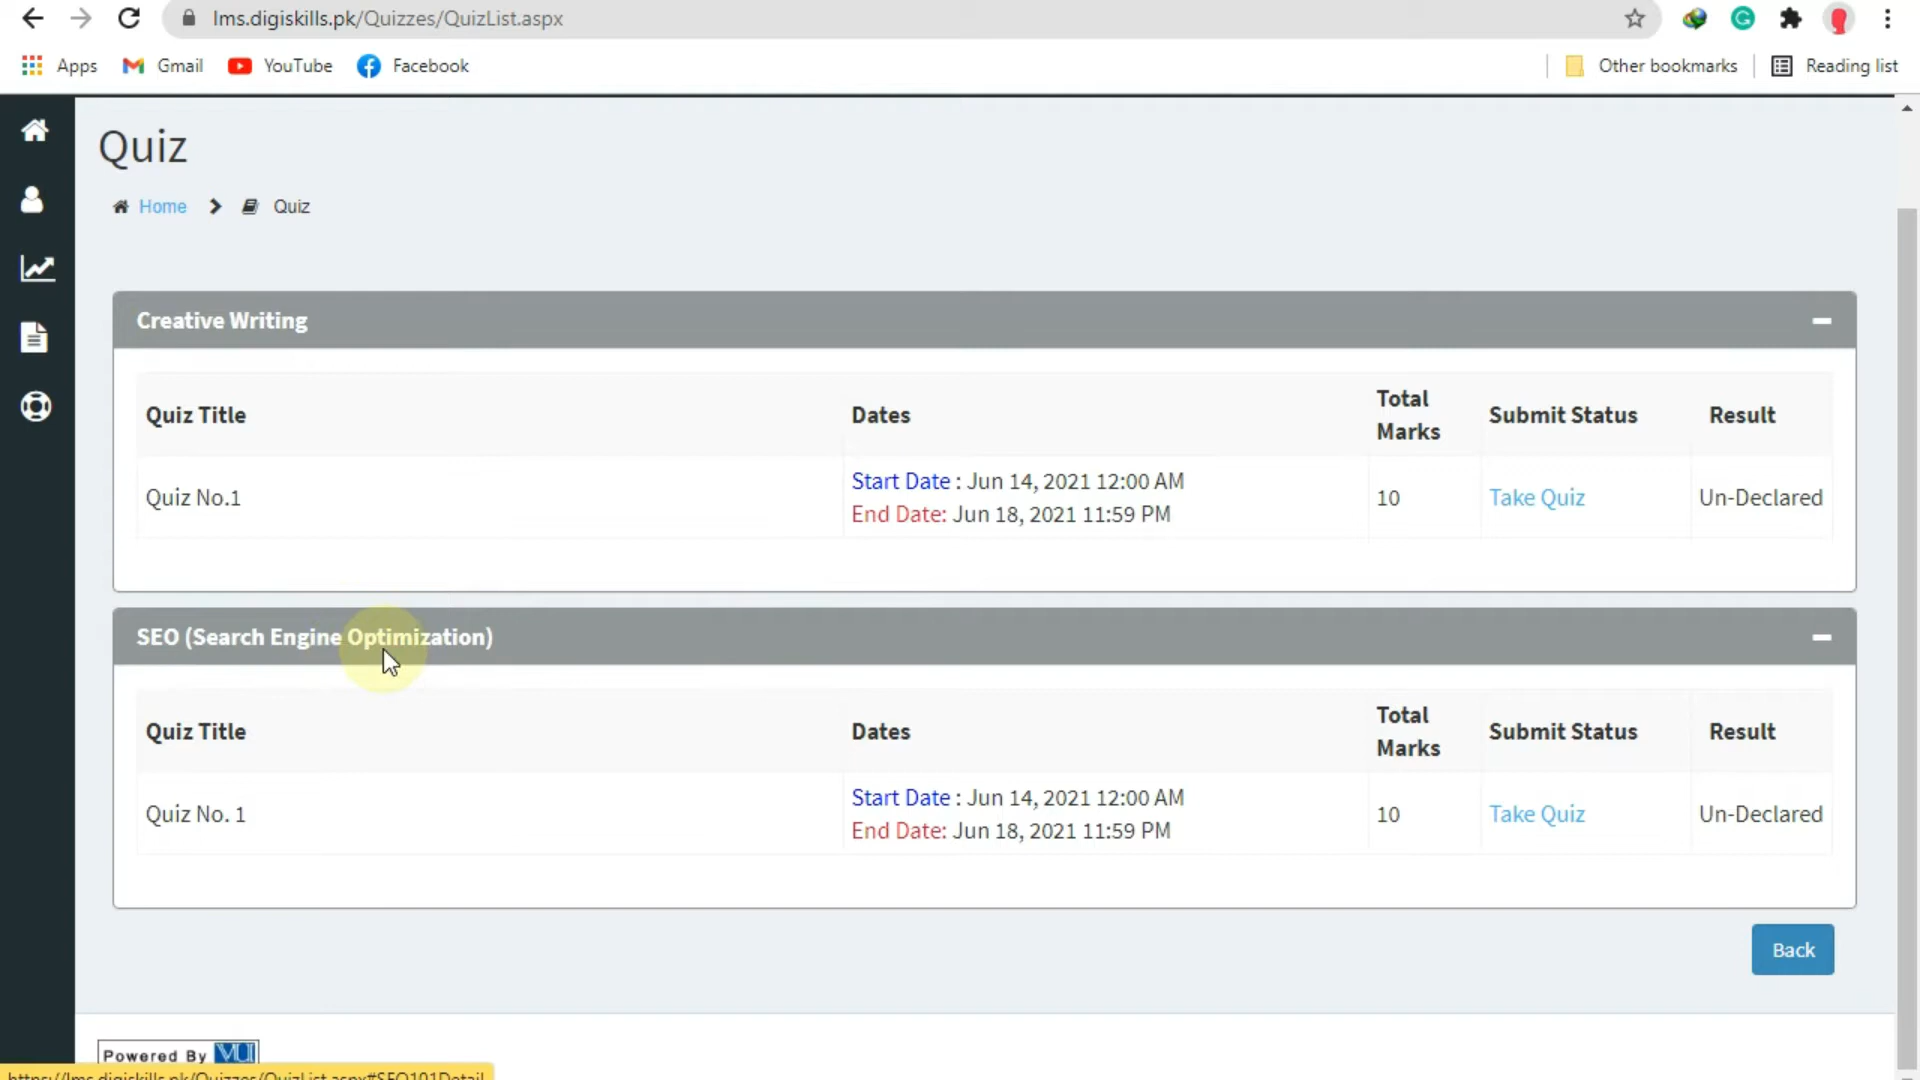 lms.digiskills.pk/Quizzes/QuizList.aspx
Apps Gmail YouTube Facebook Other bookmarks Reading list
Quiz
Home Quiz
Creative Writing
Quiz Title Dates Total Marks Submit Status Result
Quiz No.1 Start Date : Jun 14, 2021 12:00 AM 10 Take Quiz Un-Declared
End Date: Jun 18, 2021 11:59 PM
SEO (Search Engine Optimization)
Quiz Title Dates Total Marks Submit Status Result
Quiz No. 1 Start Date : Jun 14, 2021 12:00 AM 10 Take Quiz Un-Declared
End Date: Jun 18, 2021 11:59 PM
Back
Powered By VU
https://lms.digiskills.pk/Quizzes/QuizList.aspx#SEO101Detail